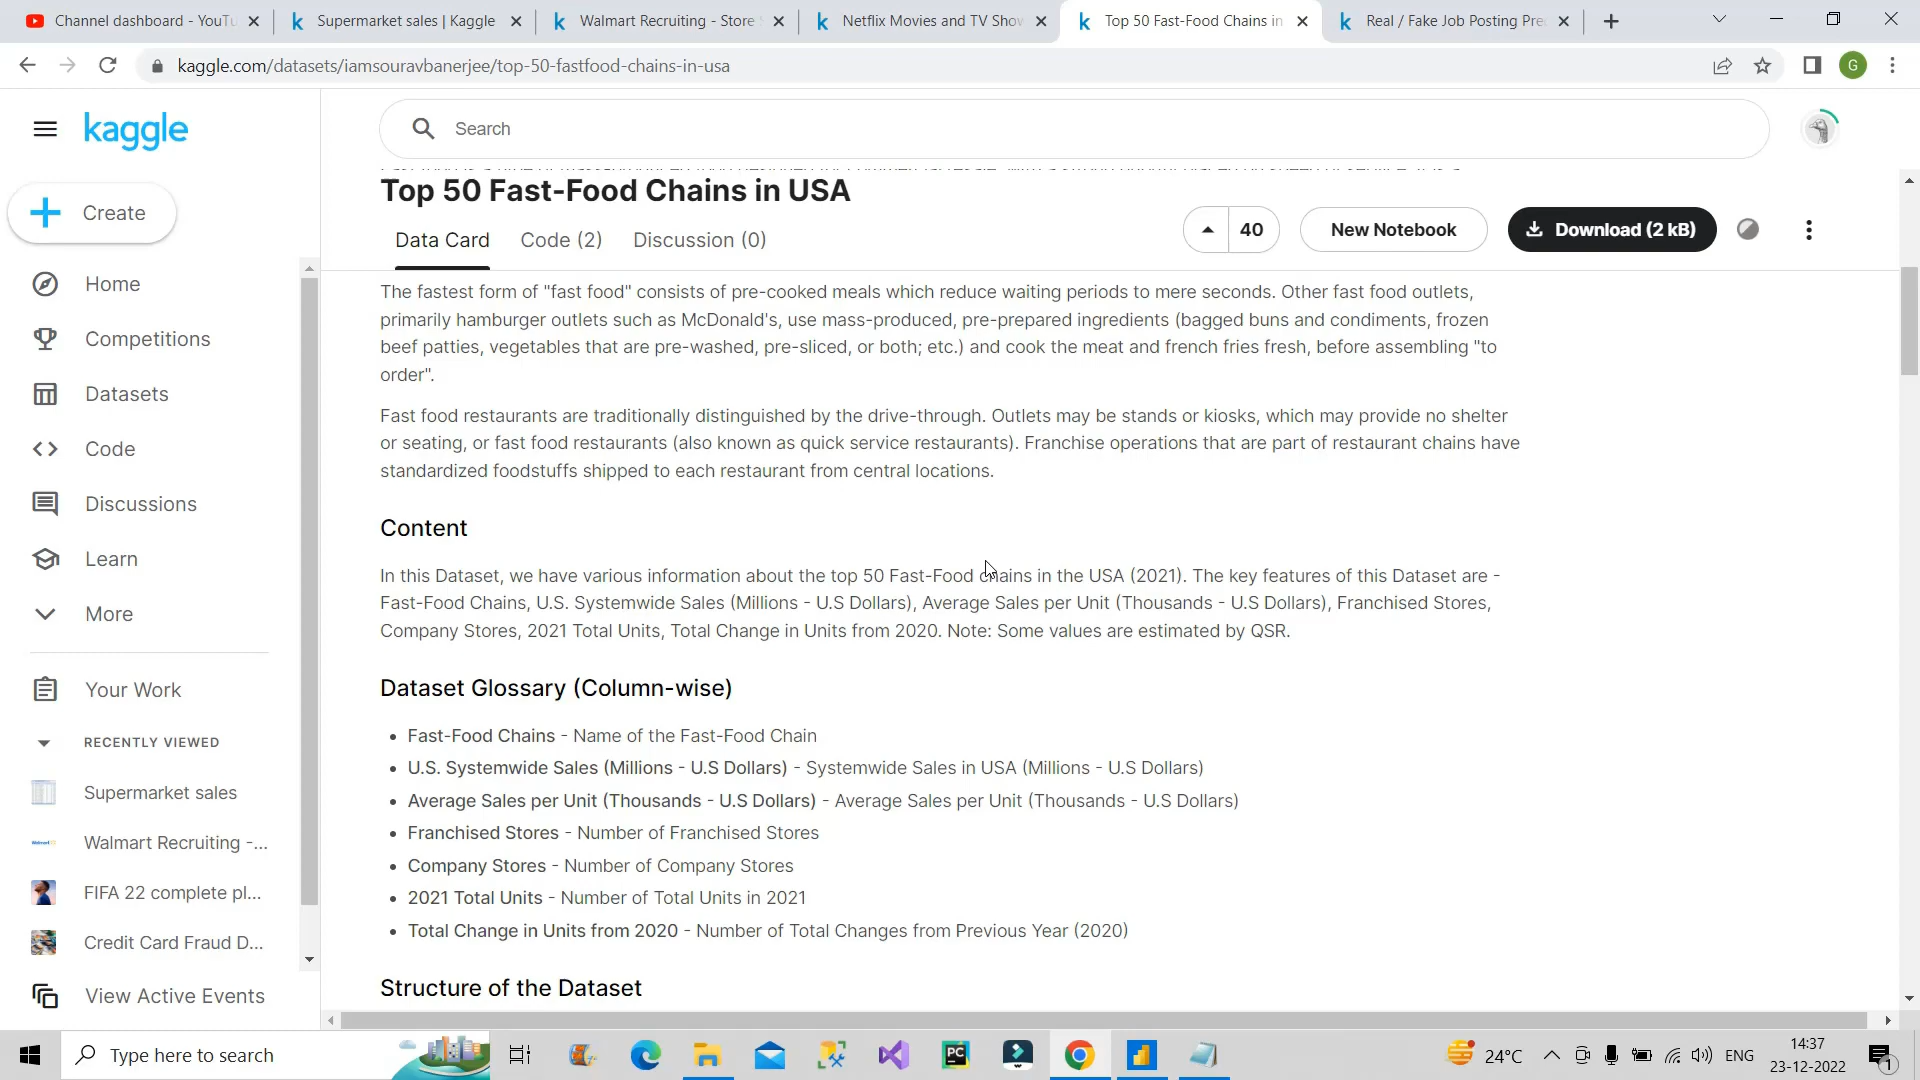 Channel dashboard - YouTu
Supermarket sales | Kaggle
Walmart Recruiting - Store S
Netflix Movies and TV Show
Top 50 Fast-Food Chains in
Real / Fake Job Posting Pre
kaggle.com/datasets/iamsouravbanerjee/top-50-fastfood-chains-in-usa
G
kaggle
Search
Create
Top 50 Fast-Food Chains in USA
Data Card
Code (2)
Discussion (0)
40
New Notebook
Download (2 kB)
Home
Competitions
Datasets
Code
Discussions
Learn
More
Your Work
RECENTLY VIEWED
Supermarket sales
Walmart Recruiting -...
FIFA 22 complete pl...
Credit Card Fraud D...
View Active Events
The fastest form of "fast food" consists of pre-cooked meals which reduce waiting periods to mere seconds. Other fast food outlets,
primarily hamburger outlets such as McDonald's, use mass-produced, pre-prepared ingredients (bagged buns and condiments, frozen
beef patties, vegetables that are pre-washed, pre-sliced, or both; etc.) and cook the meat and french fries fresh, before assembling "to
order".
Fast food restaurants are traditionally distinguished by the drive-through. Outlets may be stands or kiosks, which may provide no shelter
or seating, or fast food restaurants (also known as quick service restaurants). Franchise operations that are part of restaurant chains have
standardized foodstuffs shipped to each restaurant from central locations.
Content
In this Dataset, we have various information about the top 50 Fast-Food chains in the USA (2021). The key features of this Dataset are -
Fast-Food Chains, U.S. Systemwide Sales (Millions - U.S Dollars), Average Sales per Unit (Thousands - U.S Dollars), Franchised Stores,
Company Stores, 2021 Total Units, Total Change in Units from 2020. Note: Some values are estimated by QSR.
Dataset Glossary (Column-wise)
• Fast-Food Chains - Name of the Fast-Food Chain
• U.S. Systemwide Sales (Millions - U.S Dollars) - Systemwide Sales in USA (Millions - U.S Dollars)
• Average Sales per Unit (Thousands - U.S Dollars) - Average Sales per Unit (Thousands - U.S Dollars)
• Franchised Stores - Number of Franchised Stores
• Company Stores - Number of Company Stores
• 2021 Total Units - Number of Total Units in 2021
• Total Change in Units from 2020 - Number of Total Changes from Previous Year (2020)
Structure of the Dataset
Type here to search
PC
24°C
ENG
14:37
23-12-2022
1